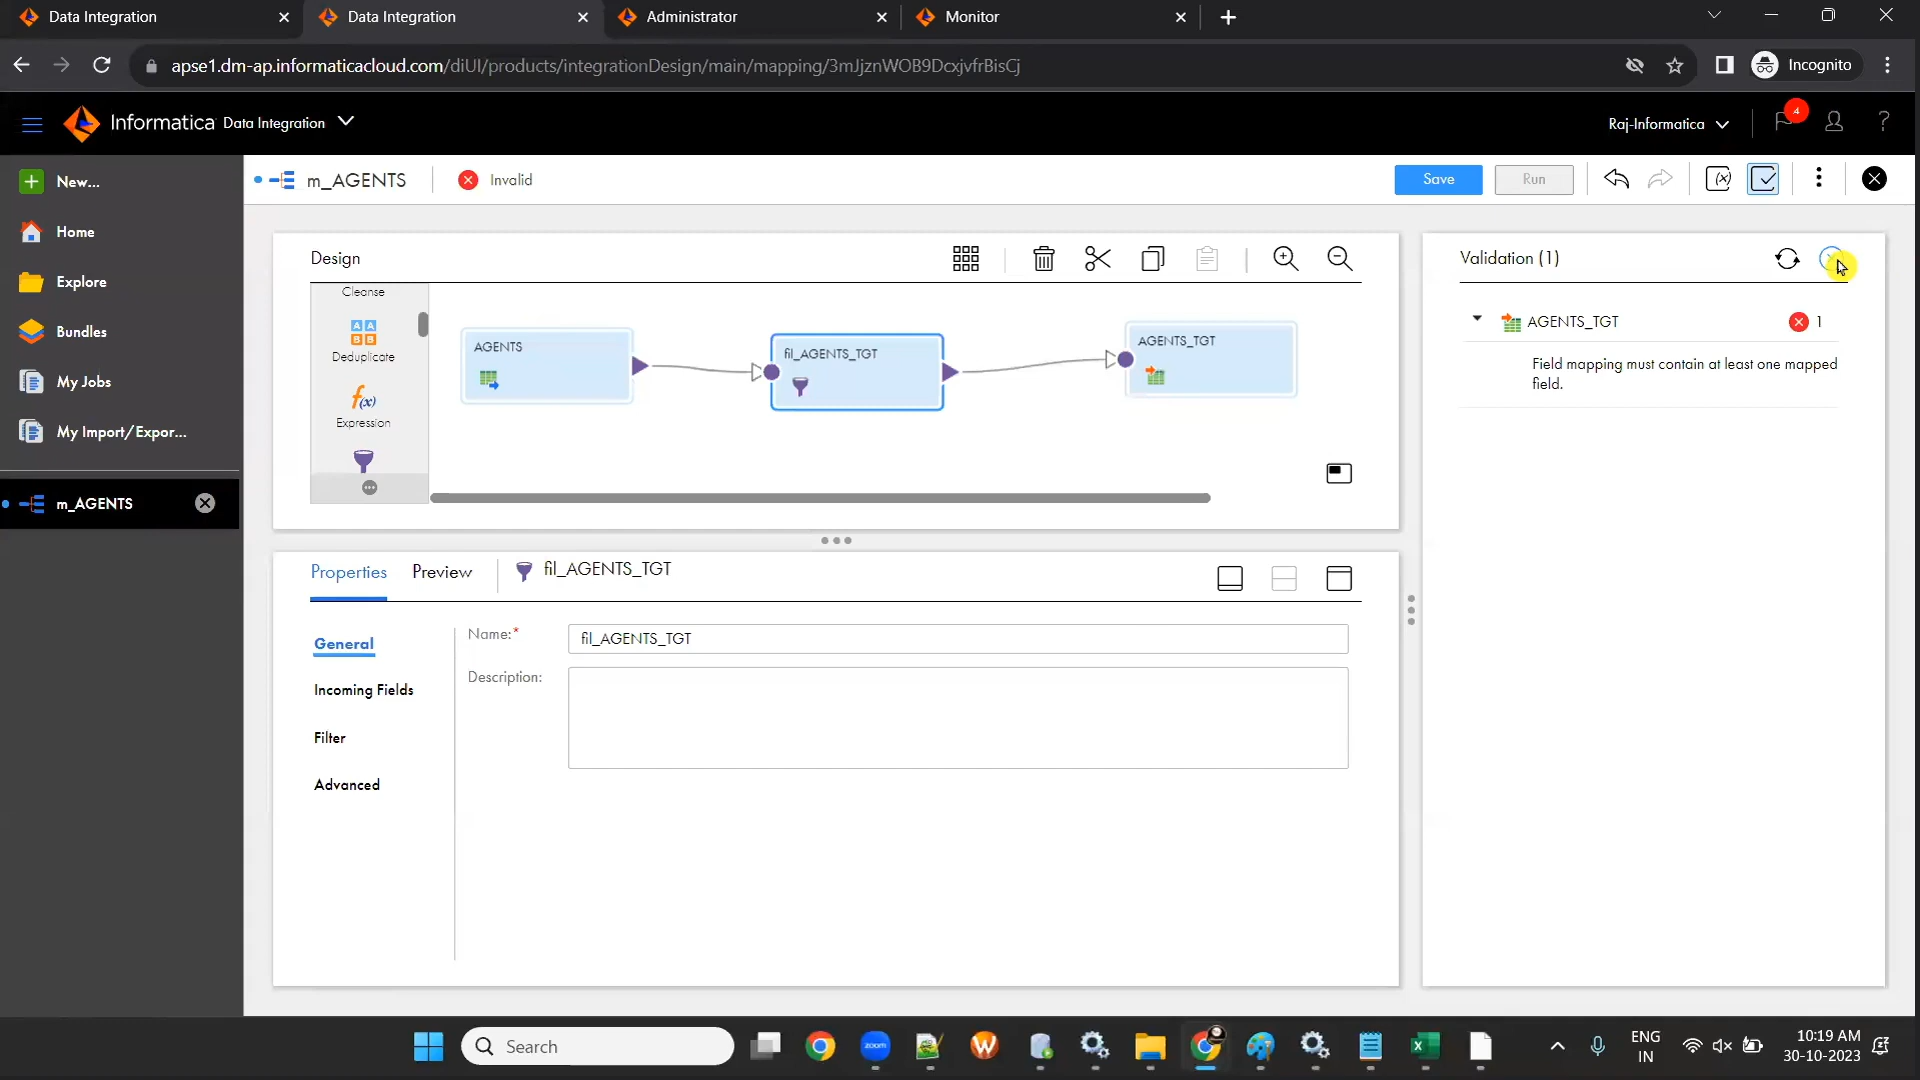 Data Integration
Data Integration
Administrator
Monitor
apse1.dm-ap.informaticacloud.com/diUI/products/integrationDesign/main/mapping/3mJjznWOB9DcxjvfrBisCj
Incognito
Informatica Data Integration
Raj-Informatica
4
?
New...
Home
Explore
Bundles
My Jobs
My Import/Expor...
m_AGENTS
m_AGENTS
Invalid
Save
Run
(x)
Design
Cleanse
Deduplicate
f(x)
Expression
AGENTS
fil_AGENTS_TGT
AGENTS_TGT
Validation (1)
AGENTS_TGT
1
Field mapping must contain at least one mapped
field.
Properties
Preview
fil_AGENTS_TGT
General
Incoming Fields
Filter
Advanced
Name:*
fil_AGENTS_TGT
Description:
Search
zoom
ENG
IN
10:19 AM
30-10-2023